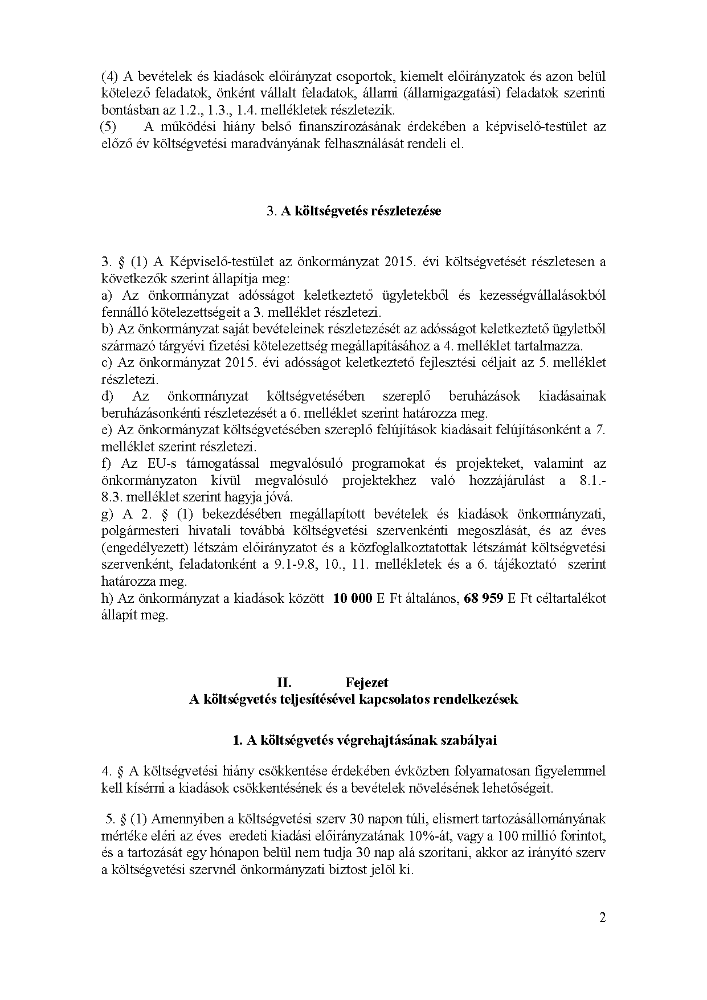 (4) A bevételek és kiadások előirányzat csoportok, kiemelt előirányzatok és azon belül
kötelező feladatok, önként vállalt feladatok, állami (államigazgatási) feladatok szerinti
bontásban az 1.2., 1.3., 1.4. mellékletek részletezik.
(5) A működési hiány belső finanszírozásának érdekében a képviselő-testület az
előző év költségvetési maradványának felhasználását rendeli el.
3. A költségvetés részletezése
3. § (1) A Képviselő-testület az önkormányzat 2015. évi költségvetését részletesen a
következők szerint állapítja meg:
a) Az önkormányzat adósságot keletkeztető ügyletekből és kezességvállalásokból
fennálló kötelezettségeit a 3. melléklet részletezi.
b) Az önkormányzat saját bevételeinek részletezését az adósságot keletkeztető ügyletből
származó tárgyévi fizetési kötelezettség megállapításához a 4. melléklet tartalmazza.
c) Az önkormányzat 2015. évi adósságot keletkeztető fejlesztési céljait az 5. melléklet
részletezi.
d) Az önkormányzat költségvetésében szereplő beruházások kiadásainak
beruházásonkénti részletezését a 6. melléklet szerint határozza meg.
e) Az önkormányzat költségvetésében szereplő felújítások kiadásait felújításonként a 7.
melléklet szerint részletezi.
f) Az EU-s támogatással megvalósuló programokat és projekteket, valamint az
önkormányzaton kívül megvalósuló projektekhez való hozzájárulást a 8.1.-
8.3. melléklet szerint hagyja jóvá.
g) A 2. § (1) bekezdésében megállapított bevételek és kiadások önkormányzati,
polgármesteri hivatali továbbá költségvetési szervenkénti megoszlását, és az éves
(engedélyezett) létszám előirányzatot és a közfoglalkoztatottak létszámát költségvetési
szervenként, feladatonként a 9.1-9.8, 10., 11. mellékletek és a 6. tájékoztató szerint
határozza meg.
h) Az önkormányzat a kiadások között 10 000 E Ft általános, 68 959 E Ft céltartalékot
állapít meg.
II. Fejezet
A költségvetés teljesítésével kapcsolatos rendelkezések
1. A költségvetés végrehajtásának szabályai
4. § A költségvetési hiány csökkentése érdekében évközben folyamatosan figyelemmel
kell kísérni a kiadások csökkentésének és a bevételek növelésének lehetőségeit.
5. § (1) Amennyiben a költségvetési szerv 30 napon túli, elismert tartozásállományának
mértéke eléri az éves eredeti kiadási előirányzatának 10%-át, vagy a 100 millió forintot,
és a tartozását egy hónapon belül nem tudja 30 nap alá szorítani, akkor az irányító szerv
a költségvetési szervnél önkormányzati biztost jelöl ki.
2